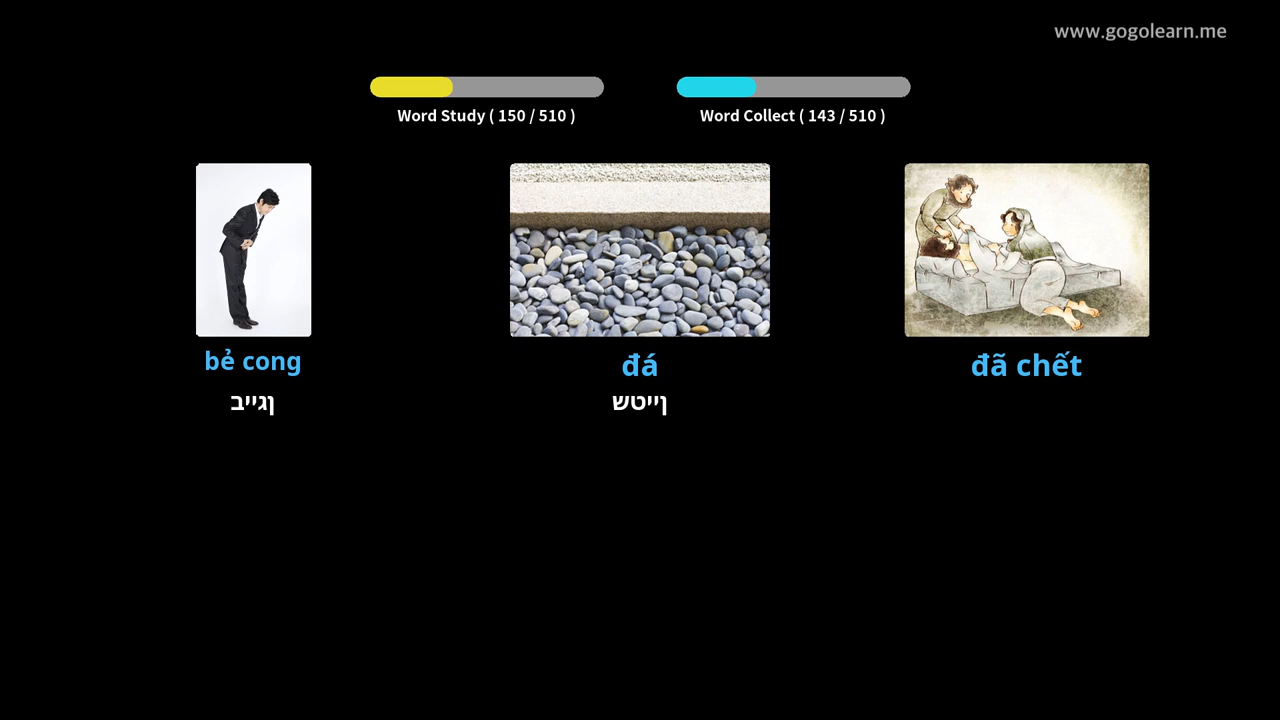 www.gogolearn.me
Word Study ( 150 / 510 )
Word Collect ( 143 / 510 )
bẻ cong
בייגן
đá
שטיין
đã chết